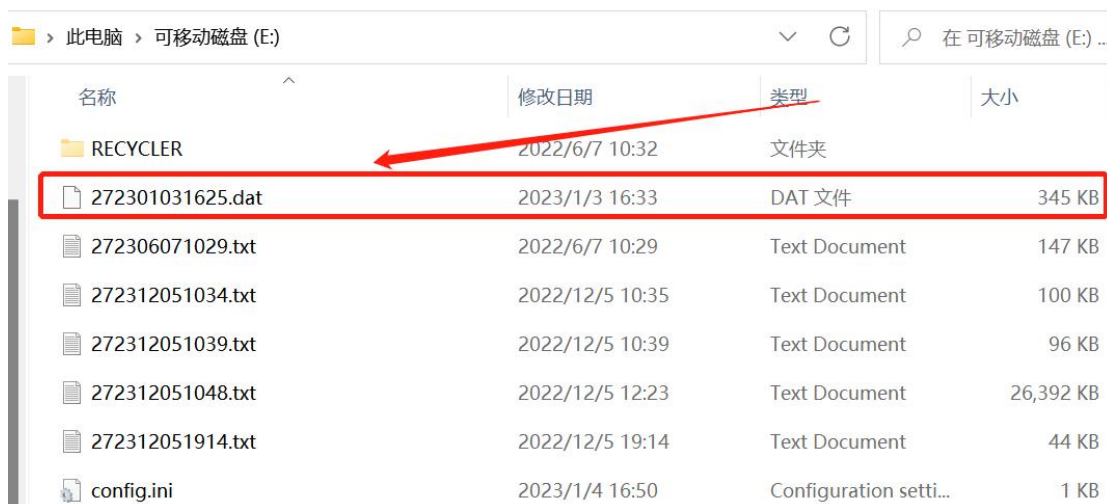 此电脑 › 可移动磁盘 (E:) 在 可移动磁盘 (E:) ...
名称 修改日期 类型 大小
RECYCLER 2022/6/7 10:32 文件夹
272301031625.dat 2023/1/3 16:33 DAT 文件 345 KB
272306071029.txt 2022/6/7 10:29 Text Document 147 KB
272312051034.txt 2022/12/5 10:35 Text Document 100 KB
272312051039.txt 2022/12/5 10:39 Text Document 96 KB
272312051048.txt 2022/12/5 12:23 Text Document 26,392 KB
272312051914.txt 2022/12/5 19:14 Text Document 44 KB
config.ini 2023/1/4 16:50 Configuration setti... 1 KB